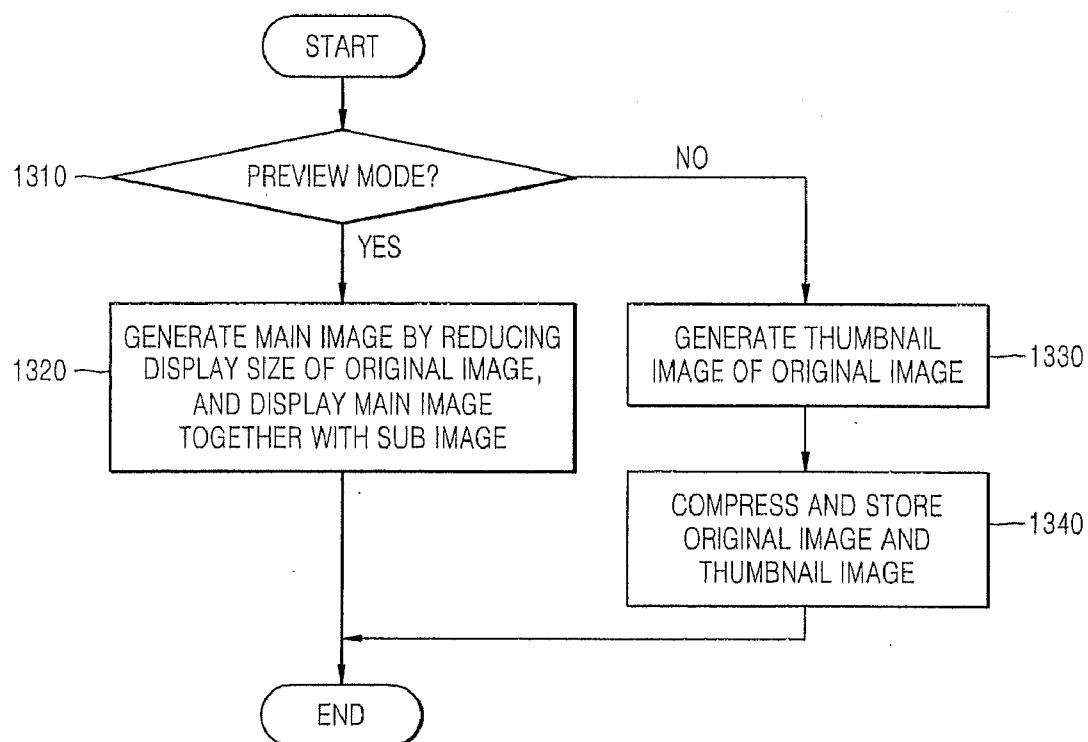 START
1310
PREVIEW MODE?
NO
YES
1320
GENERATE MAIN IMAGE BY REDUCING
DISPLAY SIZE OF ORIGINAL IMAGE,
AND DISPLAY MAIN IMAGE
TOGETHER WITH SUB IMAGE
GENERATE THUMBNAIL
IMAGE OF ORIGINAL IMAGE
1330
COMPRESS AND STORE
ORIGINAL IMAGE AND
THUMBNAIL IMAGE
1340
END